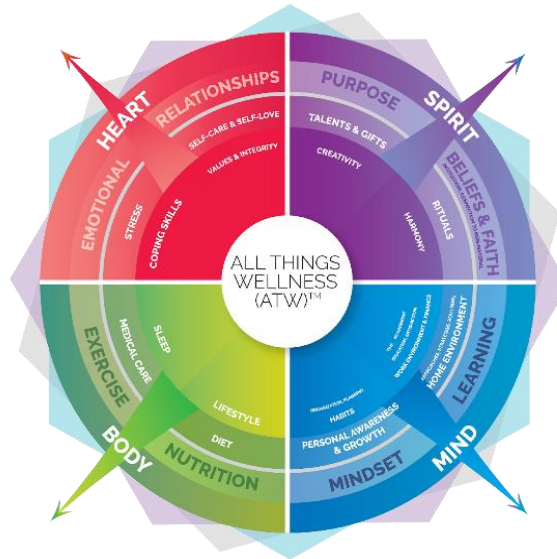 HEART
RELATIONSHIPS
SELF-CARE & SELF-LOVE
VALUES & INTEGRITY
EMOTIONAL
STRESS
COPING SKILLS
SPIRIT
PURPOSE
TALENTS & GIFTS
CREATIVITY
BELIEFS & FAITH
RITUALS
HARMONY
ALL THINGS
WELLNESS
(ATW)™
BODY
EXERCISE
MEDICAL CARE
SLEEP
NUTRITION
DIET
LIFESTYLE
MIND
LEARNING
HOME ENVIRONMENT
WORK ENVIRONMENT & FINANCE
MINDSET
PERSONAL AWARENESS
& GROWTH
HABITS